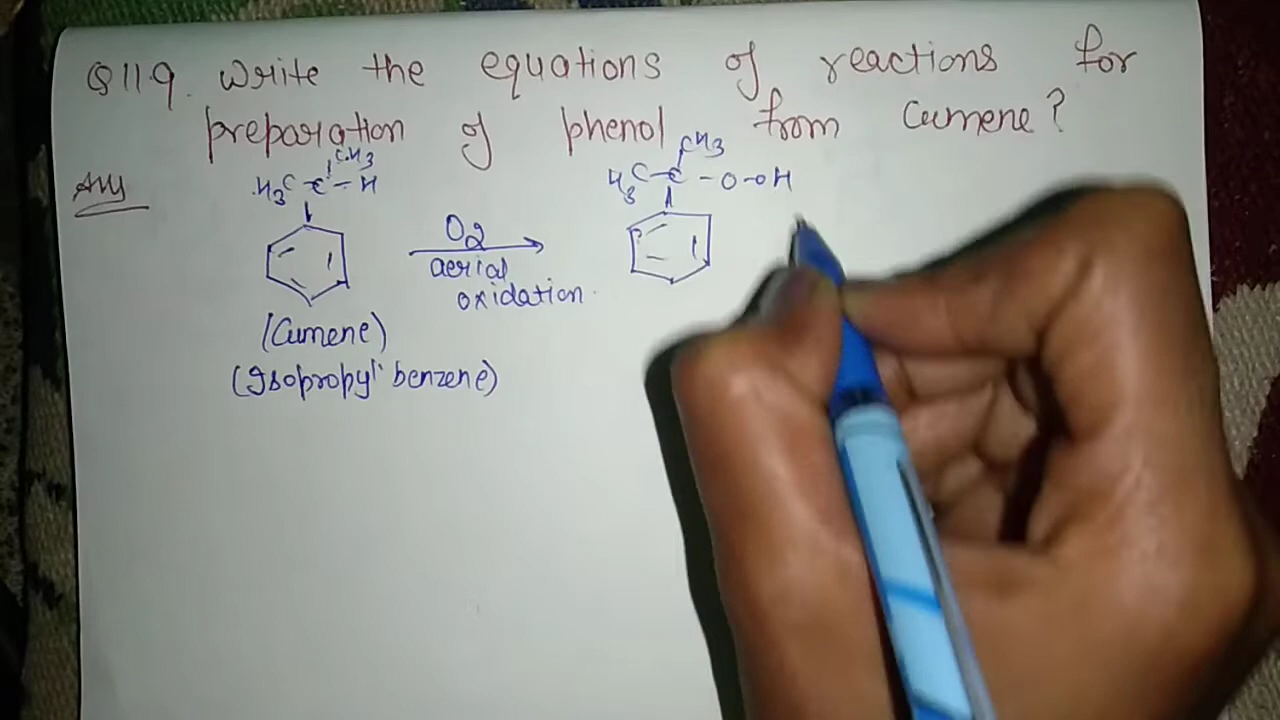 Q119. Write the equations of reactions for
preparation of phenol from Cumene?
Ans
CH3
H3C-C-H
CH3
H3C-C-O-OH
O2
aerial
oxidation.
(Cumene)
(Isopropyl benzene)